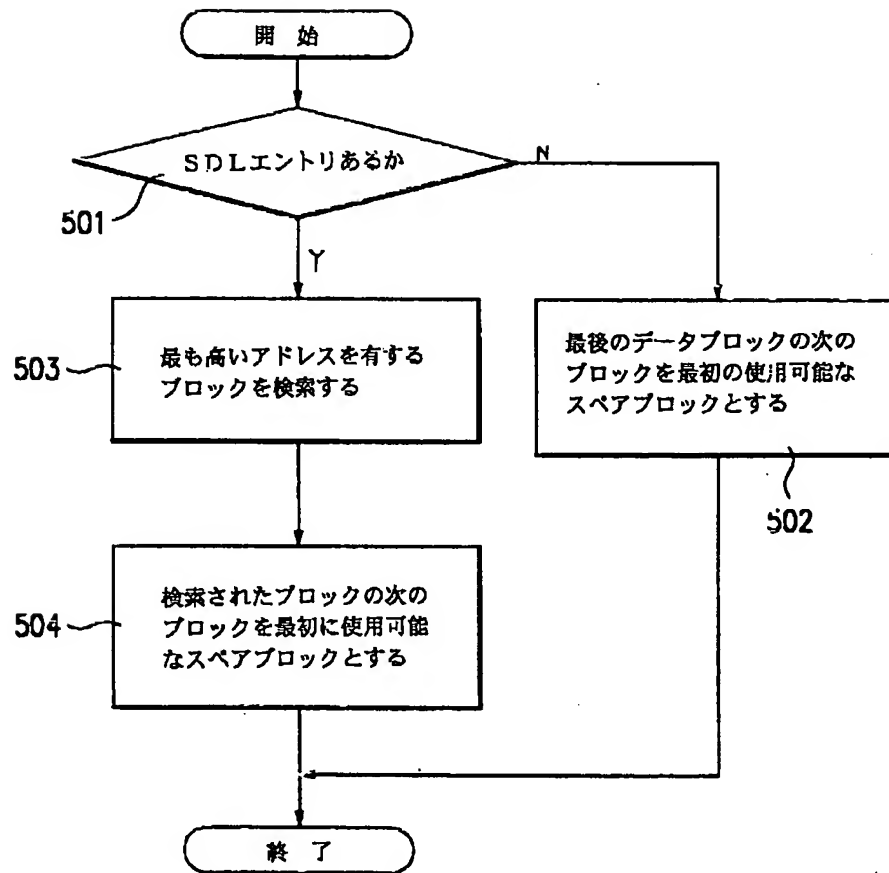 開 始
SDLエントリあるか
N
501
Y
503
最も高いアドレスを有する
ブロックを検索する
最後のデータブロックの次の
ブロックを最初の使用可能な
スペアブロックとする
502
504
検索されたブロックの次の
ブロックを最初に使用可能
なスペアブロックとする
終 了